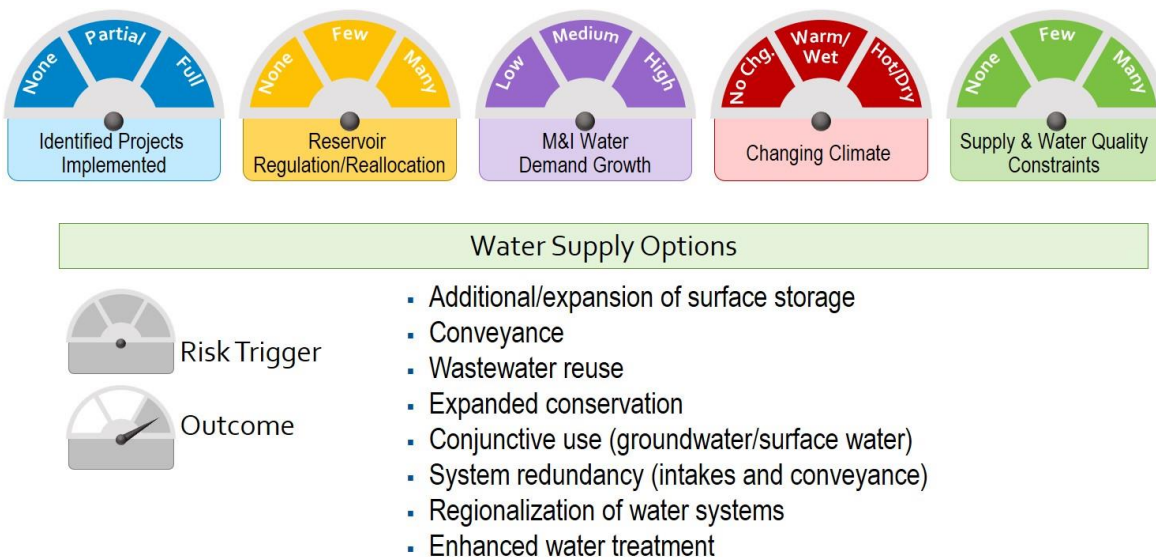 None
Partial
Full
Identified Projects
Implemented
None
Few
Many
Reservoir
Regulation/Reallocation
Low
Medium
High
M&I Water
Demand Growth
No Chg.
Warm/
Wet
Hot/Dry
Changing Climate
None
Few
Many
Supply & Water Quality
Constraints
Water Supply Options
Risk Trigger
Outcome
▪ Additional/expansion of surface storage
▪ Conveyance
▪ Wastewater reuse
▪ Expanded conservation
▪ Conjunctive use (groundwater/surface water)
▪ System redundancy (intakes and conveyance)
▪ Regionalization of water systems
▪ Enhanced water treatment